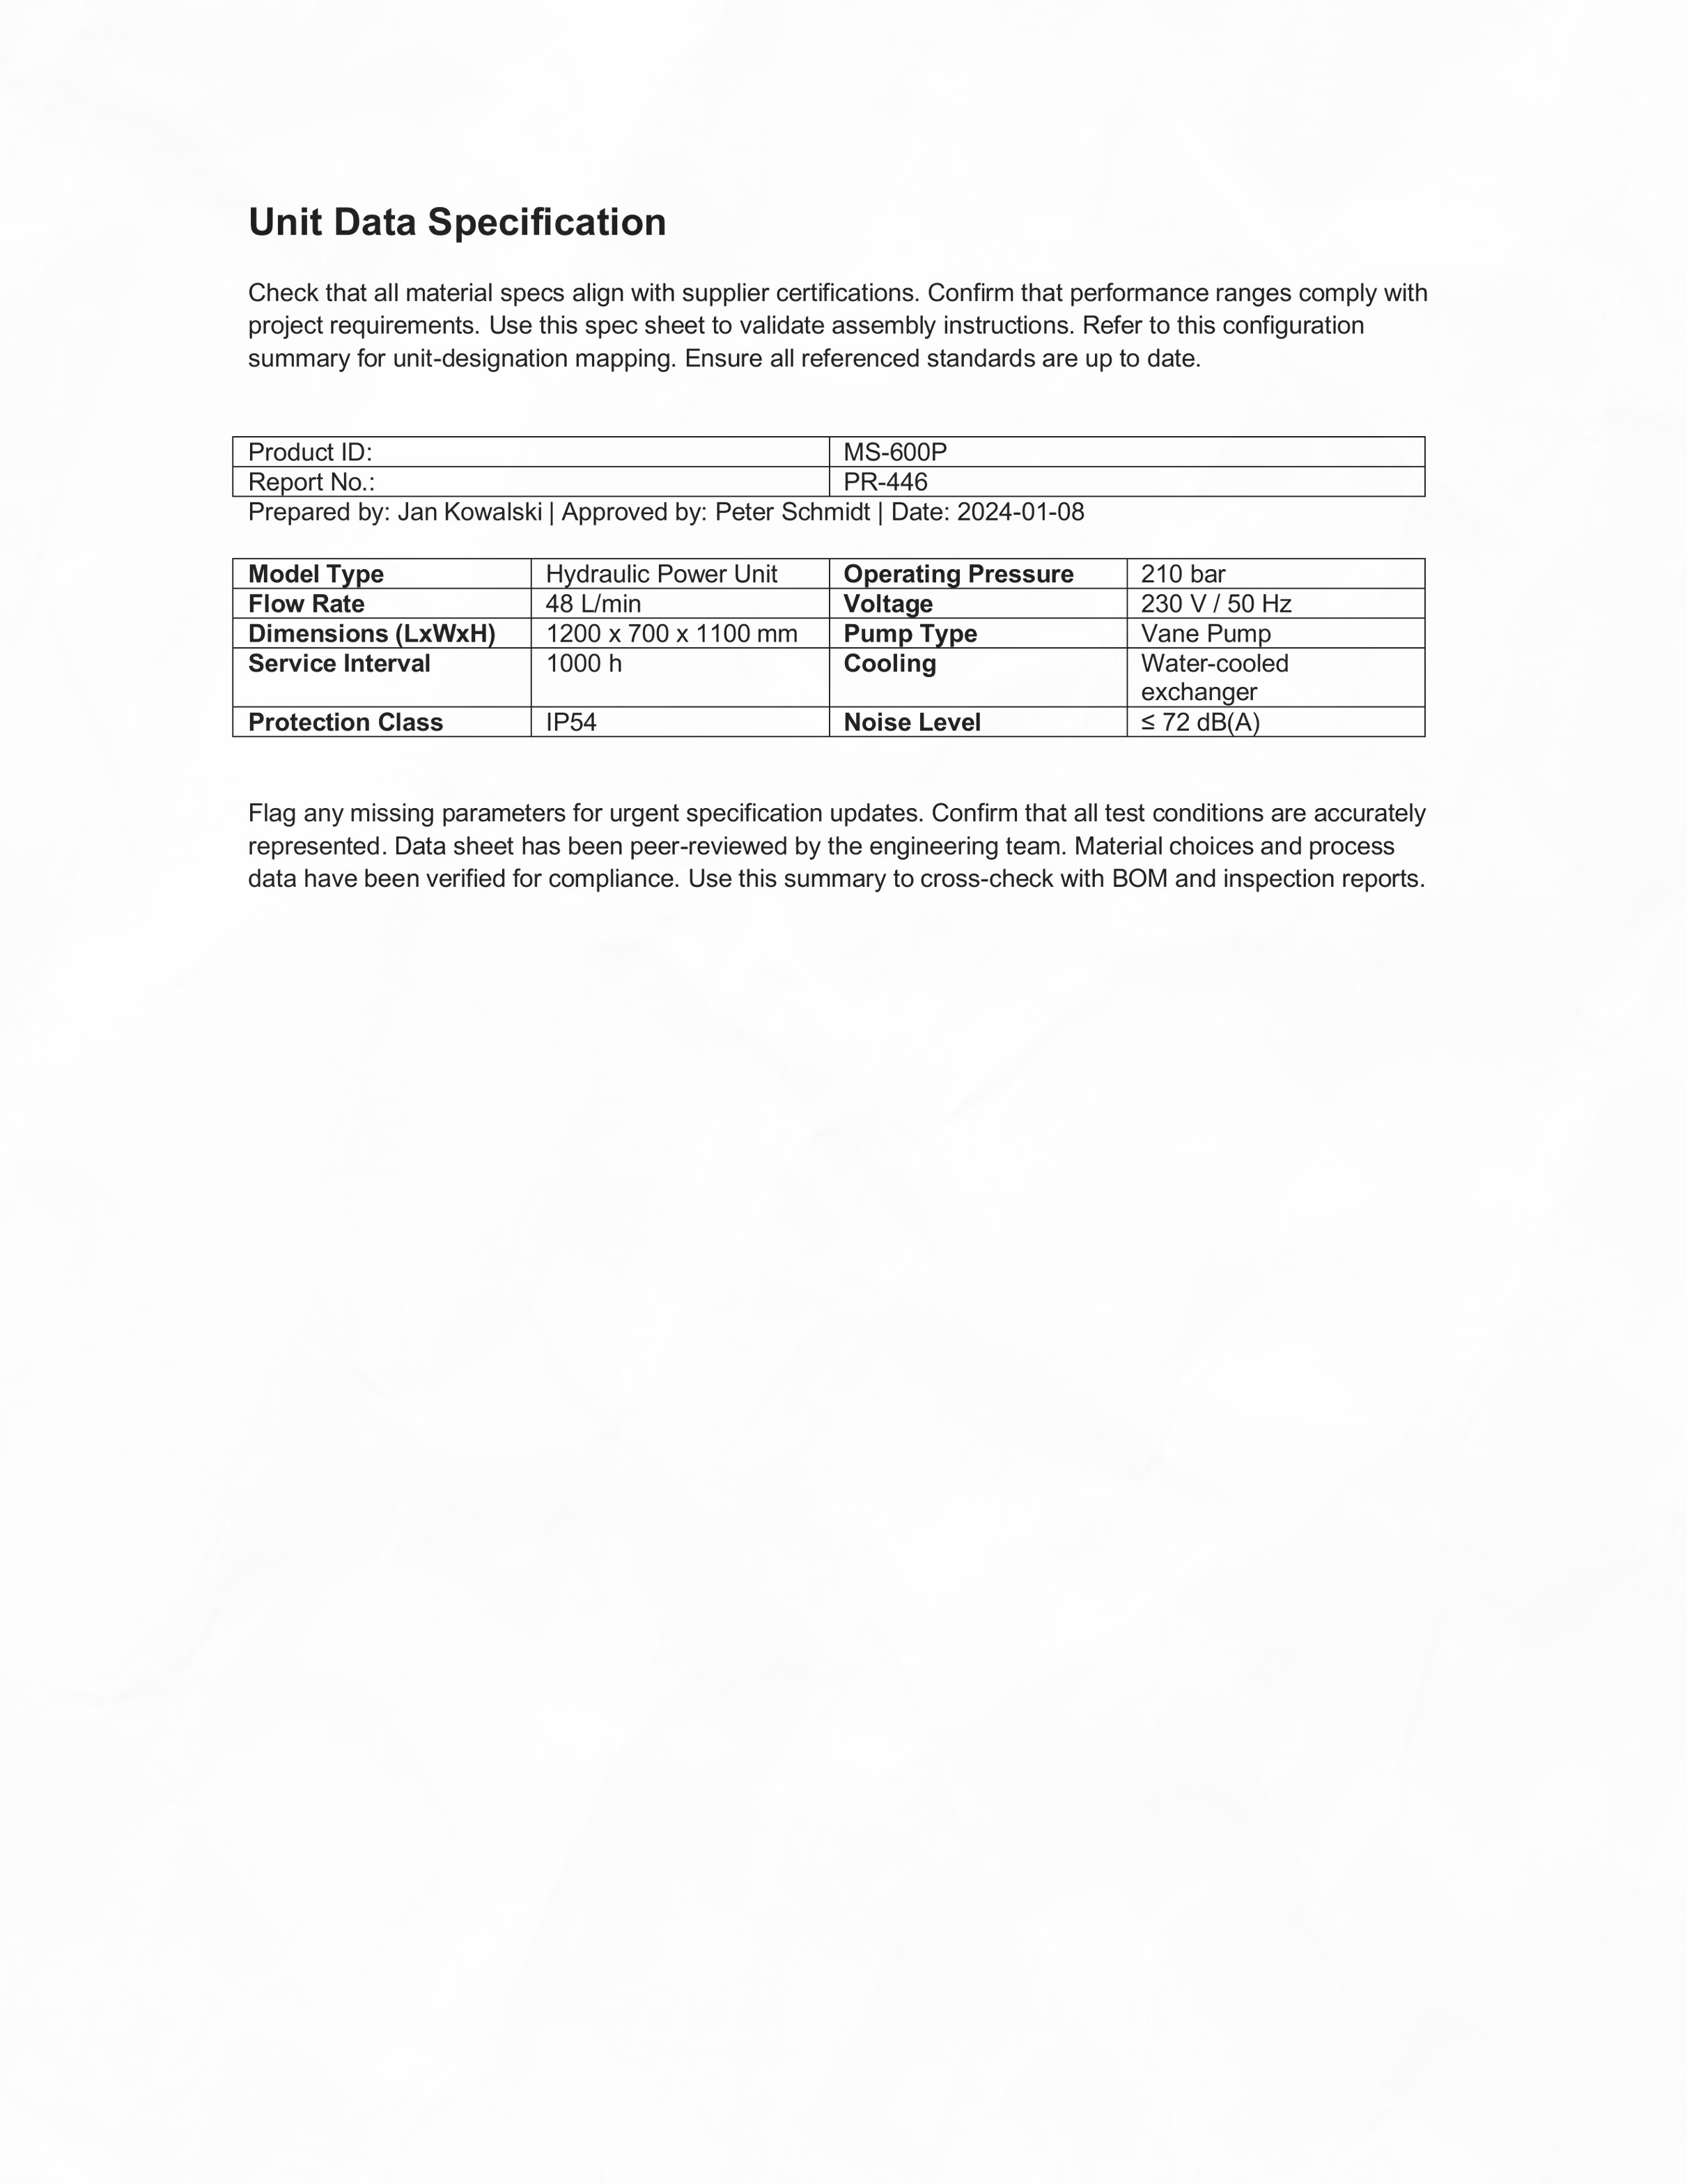 Unit Data Specification
Check that all material specs align with supplier certifications. Confirm that performance ranges comply with
project requirements. Use this spec sheet to validate assembly instructions. Refer to this configuration
summary for unit-designation mapping. Ensure all referenced standards are up to date.
Product ID: MS-600P
Report No.: PR-446
Prepared by: Jan Kowalski | Approved by: Peter Schmidt | Date: 2024-01-08
Model Type Hydraulic Power Unit Operating Pressure 210 bar
Flow Rate 48 L/min Voltage 230 V / 50 Hz
Dimensions (LxWxH) 1200 x 700 x 1100 mm Pump Type Vane Pump
Service Interval 1000 h Cooling Water-cooled
exchanger
Protection Class IP54 Noise Level ≤ 72 dB(A)
Flag any missing parameters for urgent specification updates. Confirm that all test conditions are accurately
represented. Data sheet has been peer-reviewed by the engineering team. Material choices and process
data have been verified for compliance. Use this summary to cross-check with BOM and inspection reports.